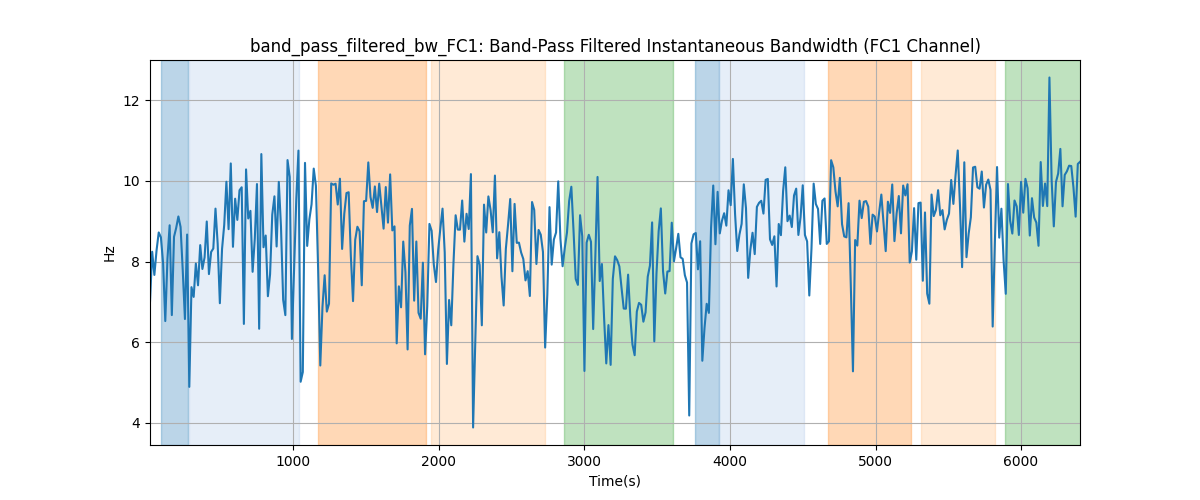 band_pass_filtered_bw_FC1: Band-Pass Filtered Instantaneous Bandwidth (FC1 Channel)
12
10
8
6
4
Hz
1000 2000 3000 4000 5000 6000
Time(s)